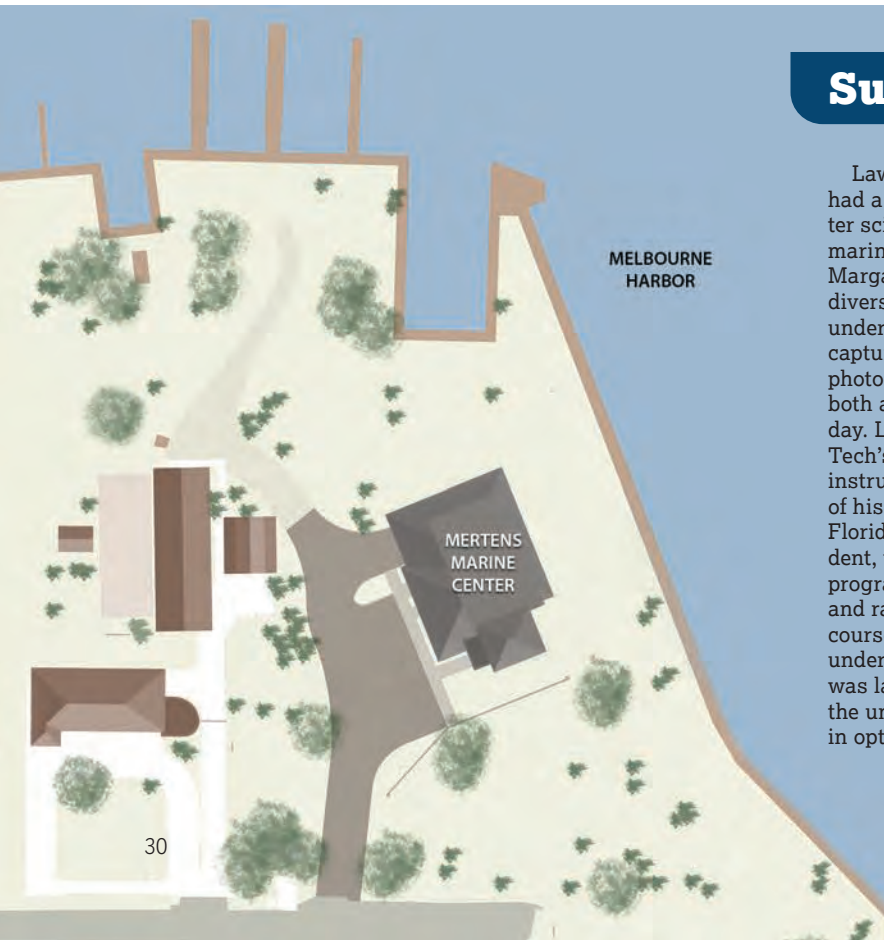 MELBOURNE
HARBOR
MERTENS
MARINE
CENTER
30
Su
Law
had a
ter sci
marin
Marga
divers
under
captu
photo
both a
day. L
Tech's
instru
of his
Florid
dent,
progra
and ra
cours
under
was la
the un
in opt